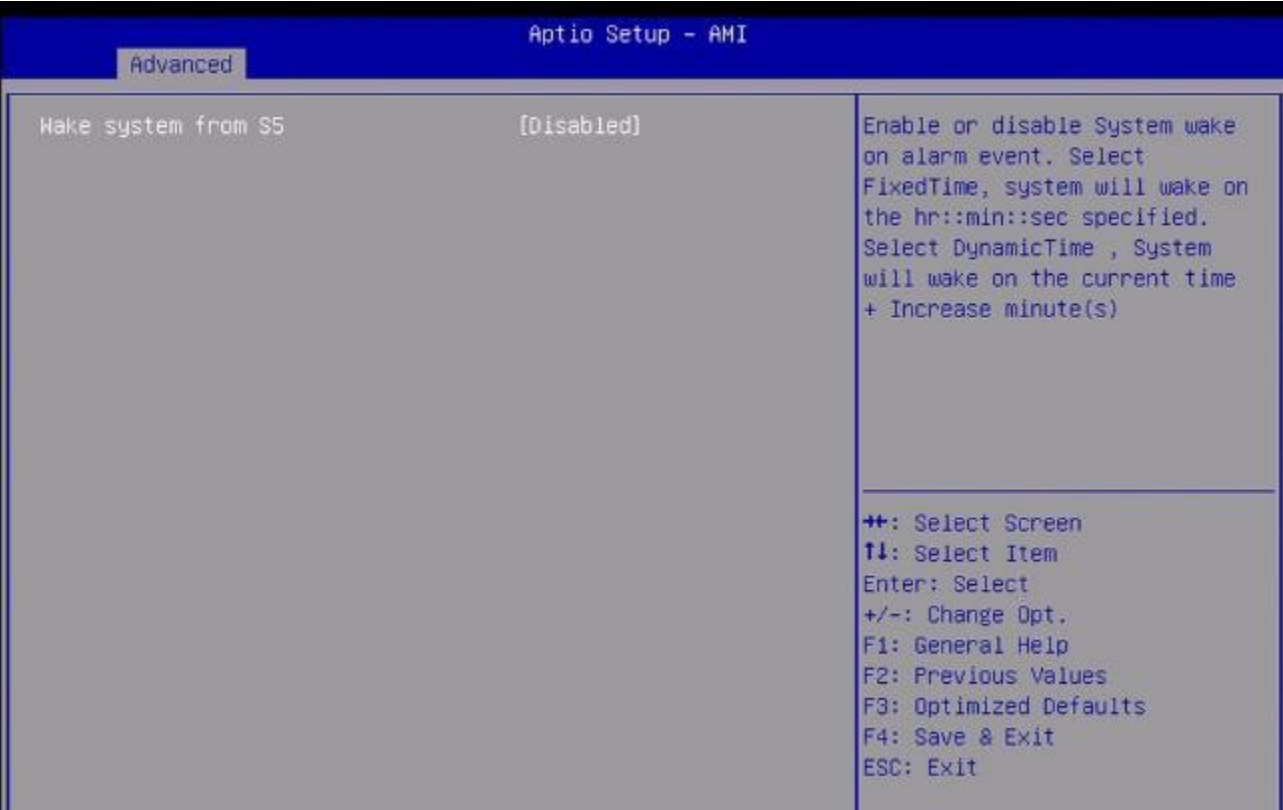 Aptio Setup - AMI
Advanced
Wake system from S5 [Disabled]
Enable or disable System wake
on alarm event. Select
FixedTime, system will wake on
the hr::min::sec specified.
Select DynamicTime , System
will wake on the current time
+ Increase minute(s)
→←: Select Screen
↑↓: Select Item
Enter: Select
+/-: Change Opt.
F1: General Help
F2: Previous Values
F3: Optimized Defaults
F4: Save & Exit
ESC: Exit